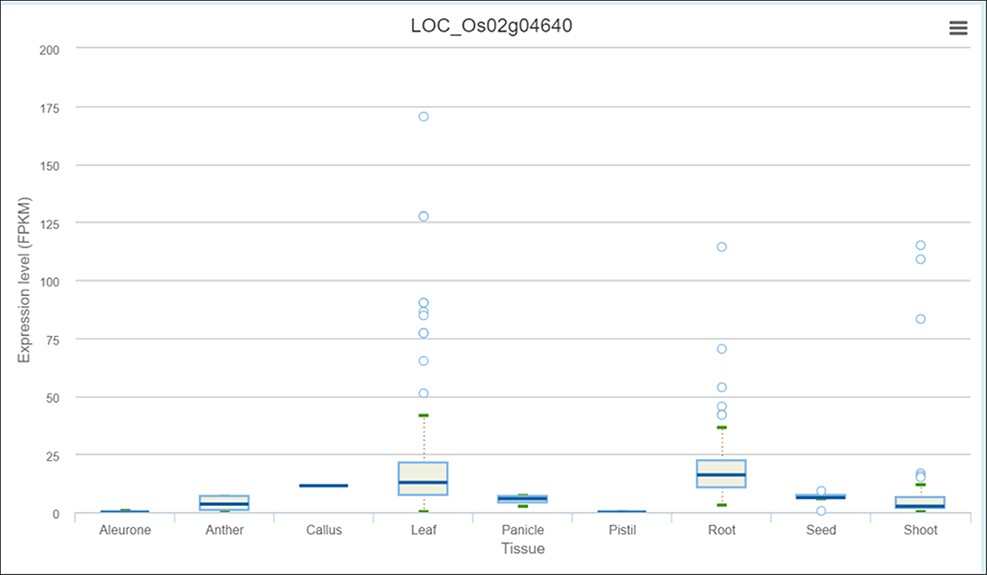 LOC_Os02g04640
200
175
150
125
100
75
50
25
0
Expression level (FPKM)
Aleurone Anther Callus Leaf Panicle Pistil Root Seed Shoot
Tissue